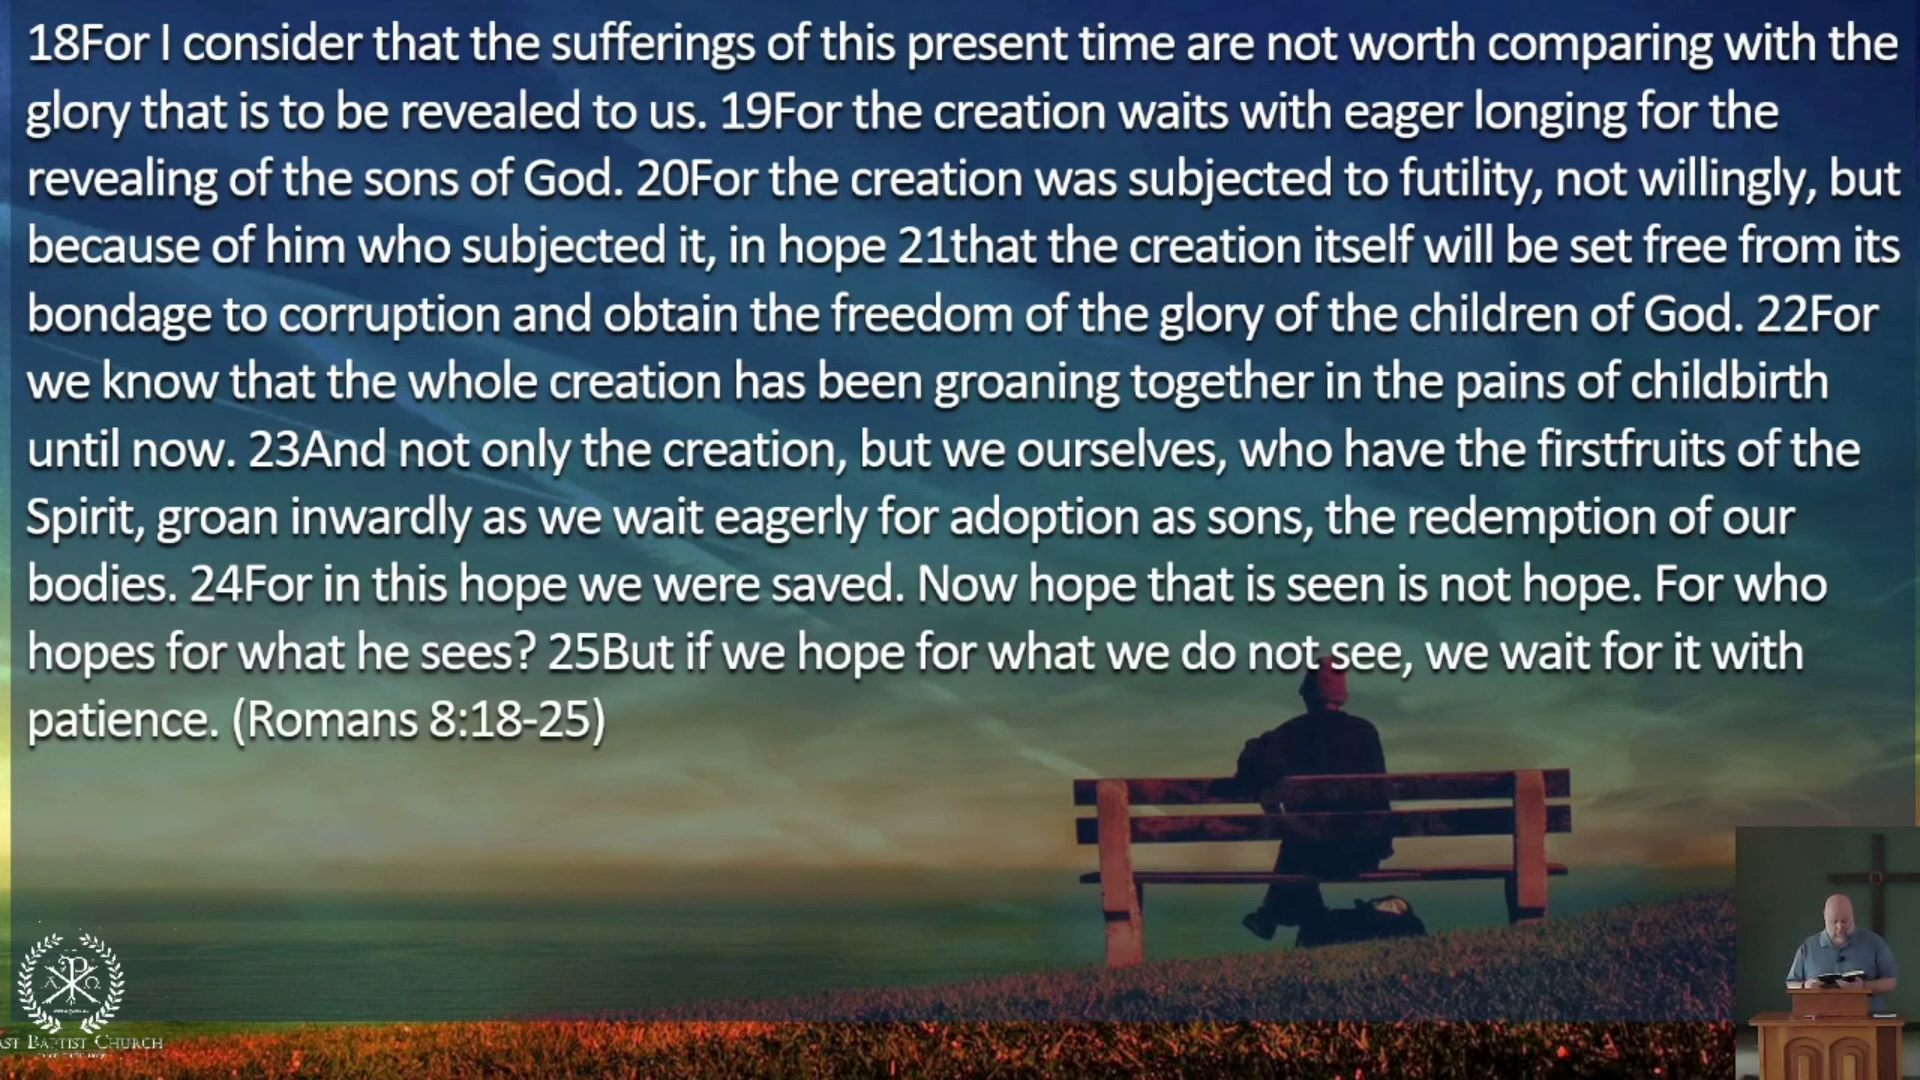 18For I consider that the sufferings of this present time are not worth comparing with the
glory that is to be revealed to us. 19For the creation waits with eager longing for the
revealing of the sons of God. 20For the creation was subjected to futility, not willingly, but
because of him who subjected it, in hope 21that the creation itself will be set free from its
bondage to corruption and obtain the freedom of the glory of the children of God. 22For
we know that the whole creation has been groaning together in the pains of childbirth
until now. 23And not only the creation, but we ourselves, who have the firstfruits of the
Spirit, groan inwardly as we wait eagerly for adoption as sons, the redemption of our
bodies. 24For in this hope we were saved. Now hope that is seen is not hope. For who
hopes for what he sees? 25But if we hope for what we do not see, we wait for it with
patience. (Romans 8:18-25)
Baptist Church